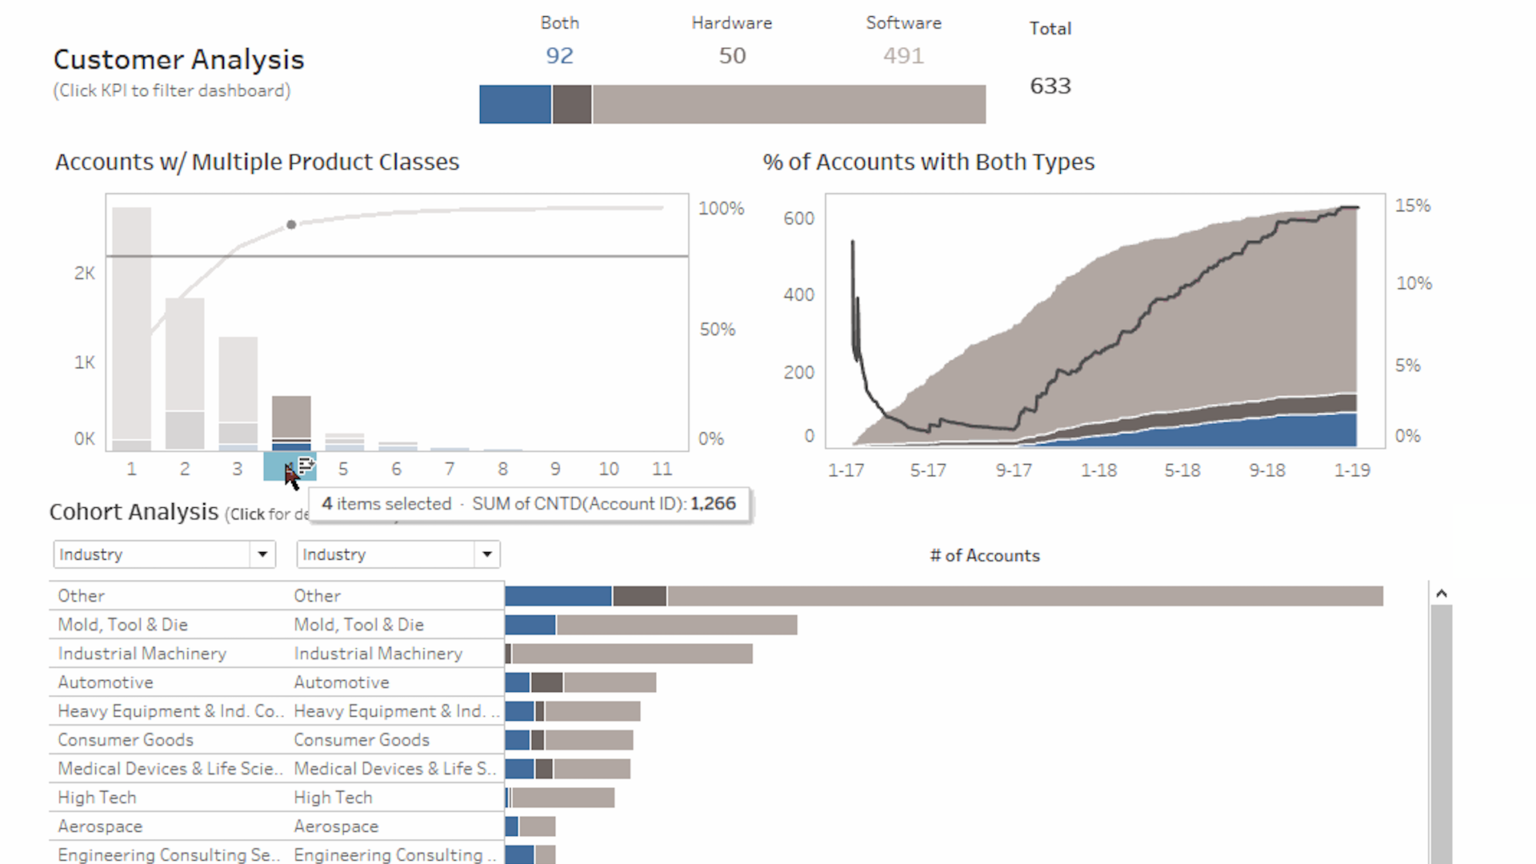 Both Hardware Software Total
Customer Analysis
92 50 491
(Click KPI to filter dashboard)
633
Accounts w/ Multiple Product Classes
100%
2K
50%
1K
0K
0%
1 2 3 5 6 7 8 9 10 11
4 items selected · SUM of CNTD(Account ID): 1,266
% of Accounts with Both Types
600
15%
400
10%
200
5%
0
0%
1-17 5-17 9-17 1-18 5-18 9-18 1-19
Cohort Analysis (Click for de
Industry Industry # of Accounts
Other Other
Mold, Tool & Die Mold, Tool & Die
Industrial Machinery Industrial Machinery
Automotive Automotive
Heavy Equipment & Ind. Co.. Heavy Equipment & Ind. ..
Consumer Goods Consumer Goods
Medical Devices & Life Scie.. Medical Devices & Life S..
High Tech High Tech
Aerospace Aerospace
Engineering Consulting Se.. Engineering Consulting ..